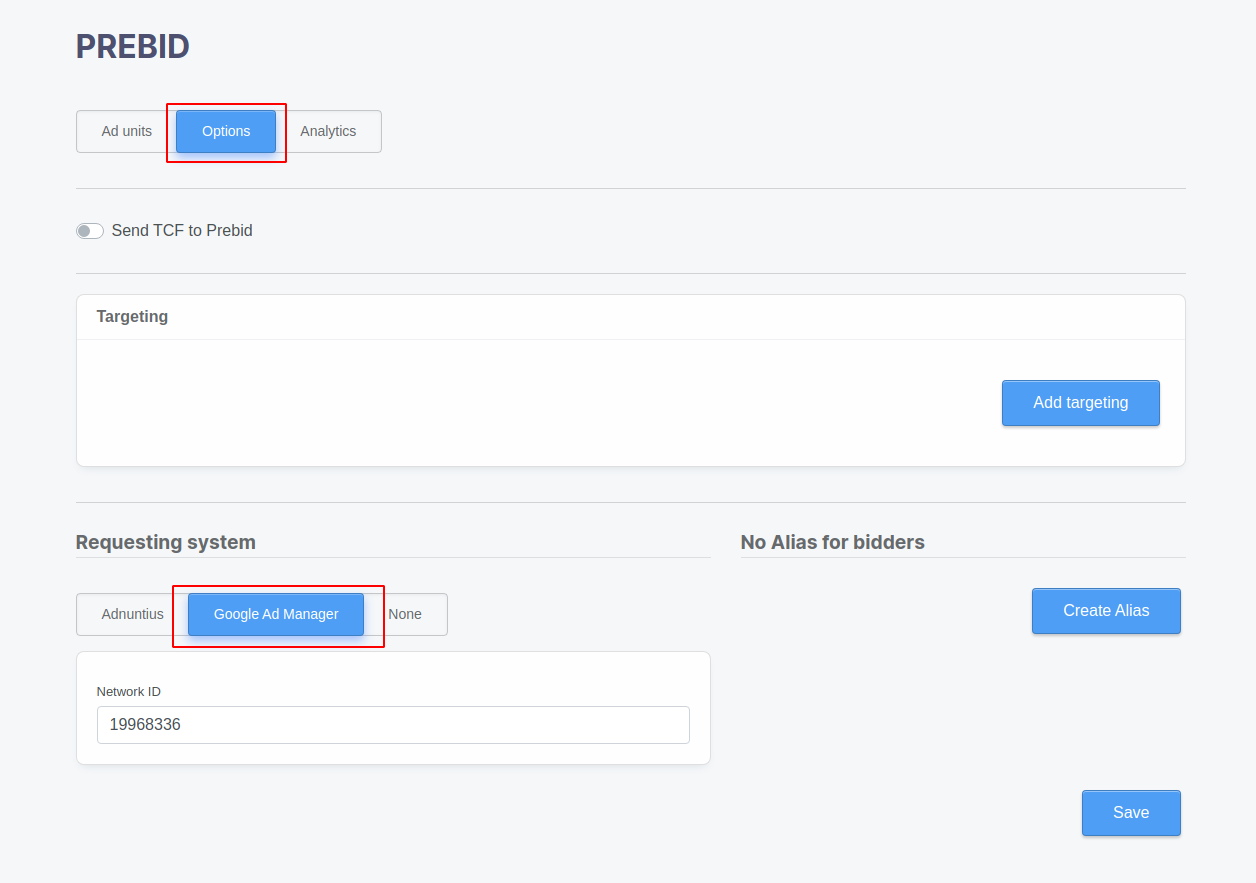 PREBID
Ad units Options Analytics
Send TCF to Prebid
Targeting
Add targeting
Requesting system
No Alias for bidders
Adnuntius Google Ad Manager None
Create Alias
Network ID
19968336
Save